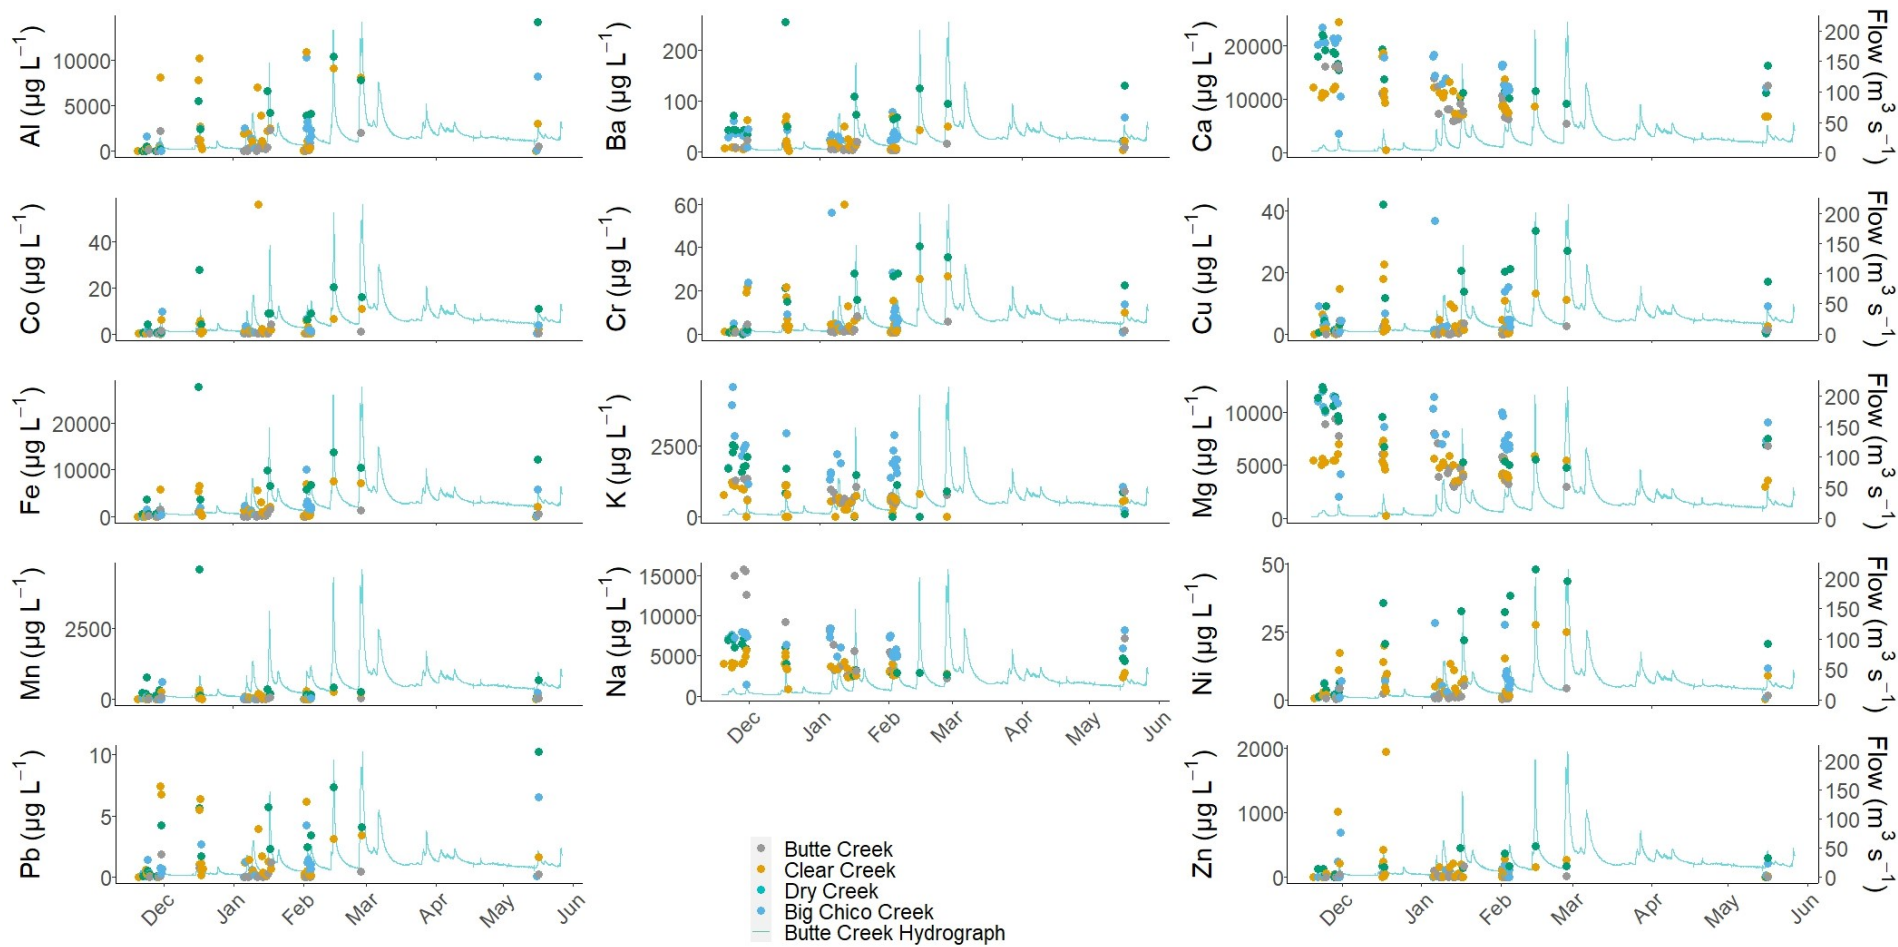 Al (µg L⁻¹)
10000
5000
0
Ba (µg L⁻¹)
200
100
0
Ca (µg L⁻¹)
20000
10000
0
200
150
100
50
0
Flow (m³ s⁻¹)
Co (µg L⁻¹)
40
20
0
Cr (µg L⁻¹)
60
40
20
0
Cu (µg L⁻¹)
40
20
0
200
150
100
50
0
Flow (m³ s⁻¹)
Fe (µg L⁻¹)
20000
10000
0
K (µg L⁻¹)
2500
0
Mg (µg L⁻¹)
10000
5000
0
200
150
100
50
0
Flow (m³ s⁻¹)
Mn (µg L⁻¹)
2500
0
Na (µg L⁻¹)
15000
10000
5000
0
Dec Jan Feb Mar Apr May Jun
Ni (µg L⁻¹)
50
25
0
200
150
100
50
0
Flow (m³ s⁻¹)
Pb (µg L⁻¹)
10
5
0
Dec Jan Feb Mar Apr May Jun
Butte Creek
Clear Creek
Dry Creek
Big Chico Creek
Butte Creek Hydrograph
Zn (µg L⁻¹)
2000
1000
0
200
150
100
50
0
Flow (m³ s⁻¹)
Dec Jan Feb Mar Apr May Jun